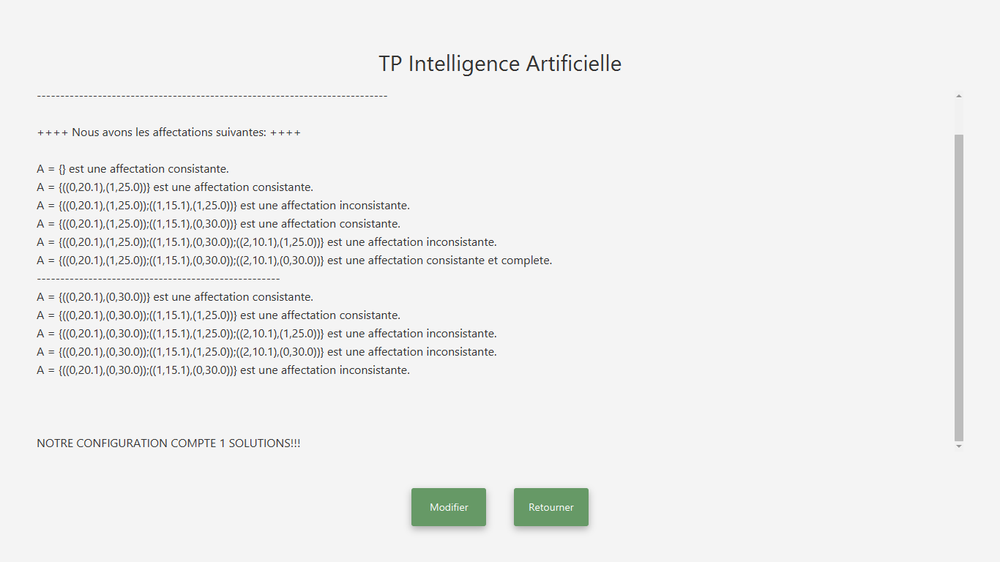 TP Intelligence Artificielle
---------------------------------------------------------------------------
++++ Nous avons les affectations suivantes: ++++
A = {} est une affectation consistante.
A = {((0,20.1),(1,25.0))} est une affectation consistante.
A = {((0,20.1),(1,25.0));((1,15.1),(1,25.0))} est une affectation inconsistante.
A = {((0,20.1),(1,25.0));((1,15.1),(0,30.0))} est une affectation consistante.
A = {((0,20.1),(1,25.0));((1,15.1),(0,30.0));((2,10.1),(1,25.0))} est une affectation inconsistante.
A = {((0,20.1),(1,25.0));((1,15.1),(0,30.0));((2,10.1),(0,30.0))} est une affectation consistante et complete.
----------------------------------------------------
A = {((0,20.1),(0,30.0))} est une affectation consistante.
A = {((0,20.1),(0,30.0));((1,15.1),(1,25.0))} est une affectation consistante.
A = {((0,20.1),(0,30.0));((1,15.1),(1,25.0));((2,10.1),(1,25.0))} est une affectation inconsistante.
A = {((0,20.1),(0,30.0));((1,15.1),(1,25.0));((2,10.1),(0,30.0))} est une affectation inconsistante.
A = {((0,20.1),(0,30.0));((1,15.1),(0,30.0))} est une affectation inconsistante.
NOTRE CONFIGURATION COMPTE 1 SOLUTIONS!!!
Modifier
Retourner